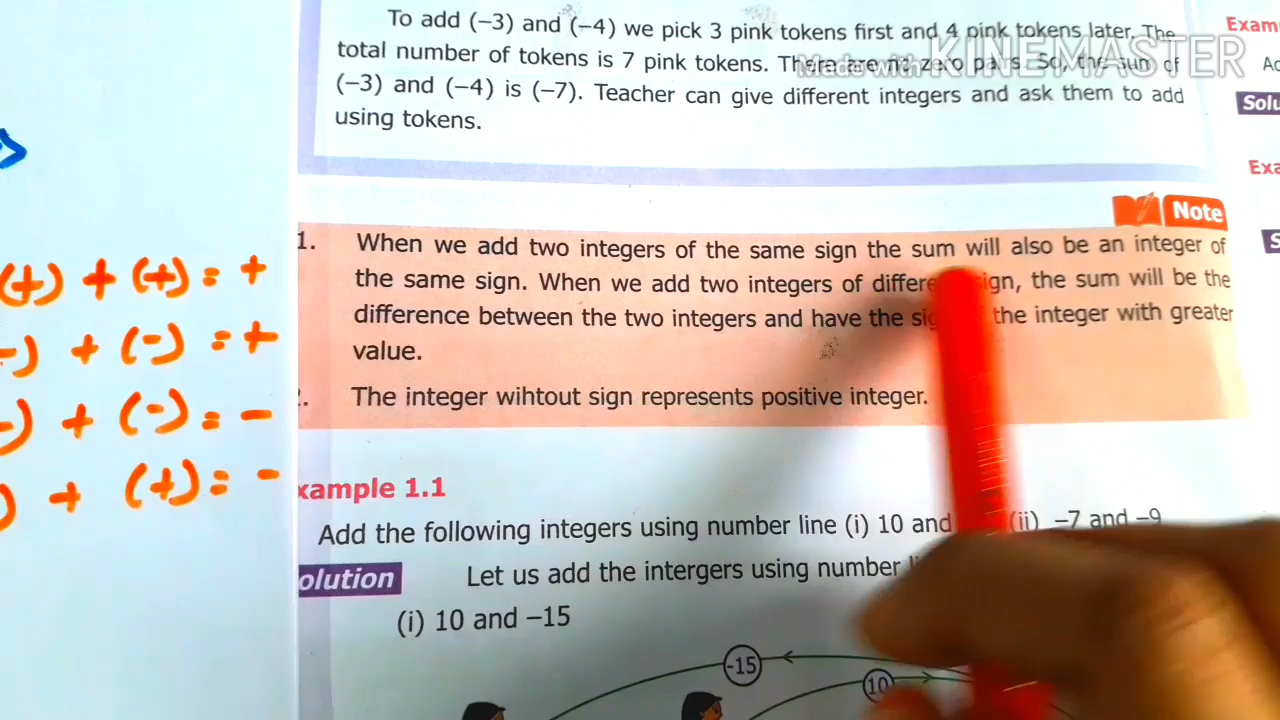 To add (–3) and (–4) we pick 3 pink tokens first and 4 pink tokens later. The
total number of tokens is 7 pink tokens. There are no zero pairs. So, the sum of
(–3) and (–4) is (–7). Teacher can give different integers and ask them to add
using tokens.
Made with KINEMASTER
Exam
Ad
Solu
Exa
S
Note
1. When we add two integers of the same sign the sum will also be an integer of
the same sign. When we add two integers of differe ign, the sum will be the
difference between the two integers and have the sig the integer with greater
value.
. The integer wihtout sign represents positive integer.
(+) + (+) = +
–) + (–) = +
–) + (–) = –
) + (+) = –
xample 1.1
Add the following integers using number line (i) 10 and (ii) –7 and –9
olution Let us add the intergers using number
(i) 10 and –15
-15
10